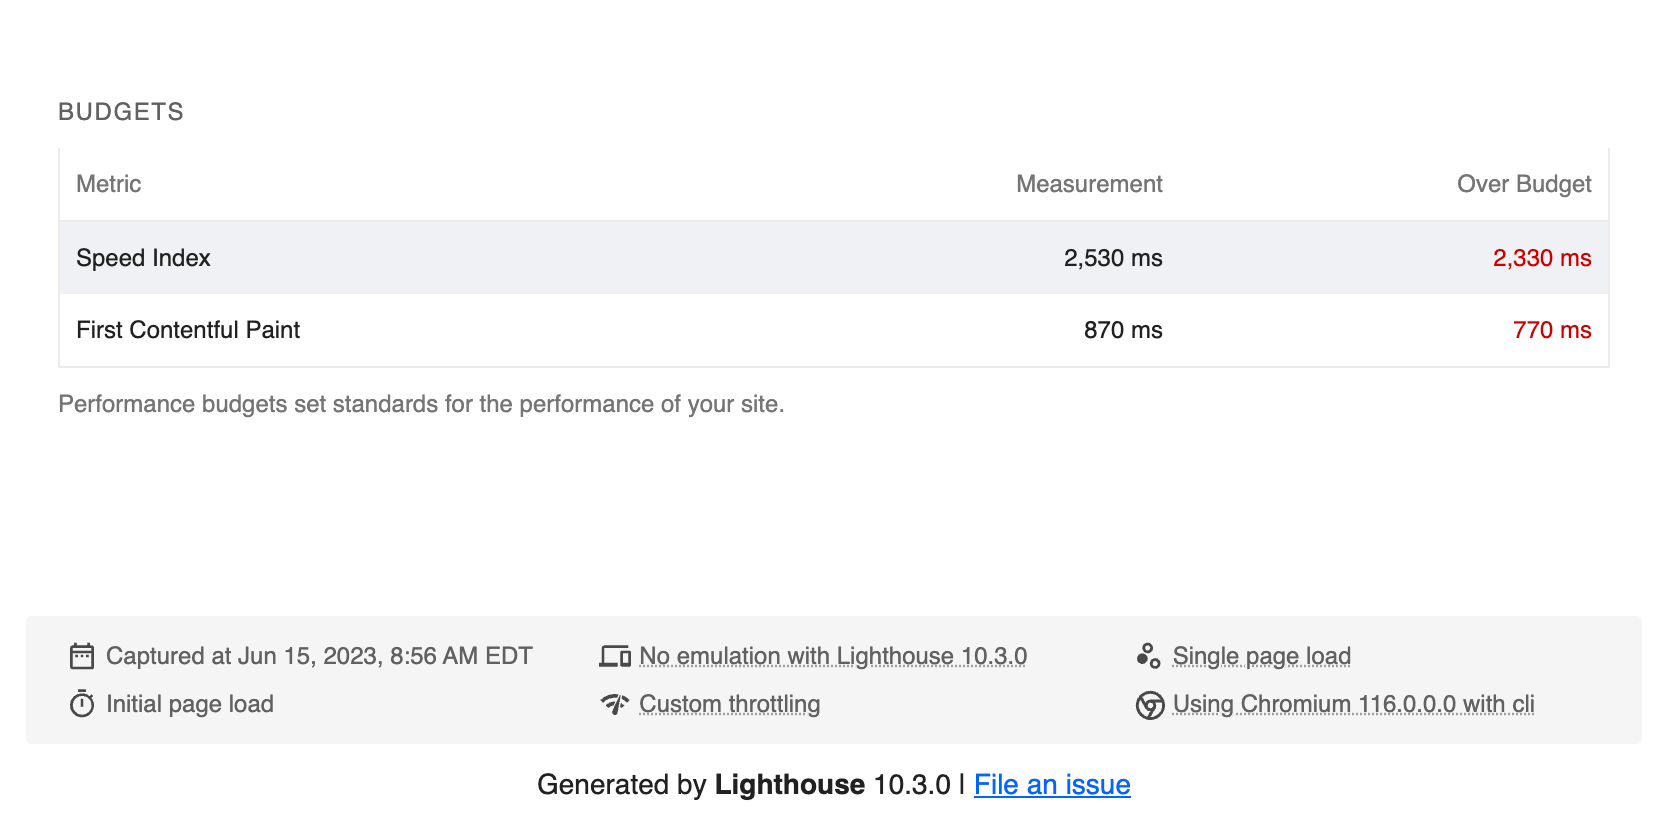 BUDGETS
Metric Measurement Over Budget
Speed Index 2,530 ms 2,330 ms
First Contentful Paint 870 ms 770 ms
Performance budgets set standards for the performance of your site.
Captured at Jun 15, 2023, 8:56 AM EDT No emulation with Lighthouse 10.3.0 Single page load
Initial page load Custom throttling Using Chromium 116.0.0.0 with cli
Generated by Lighthouse 10.3.0 | File an issue